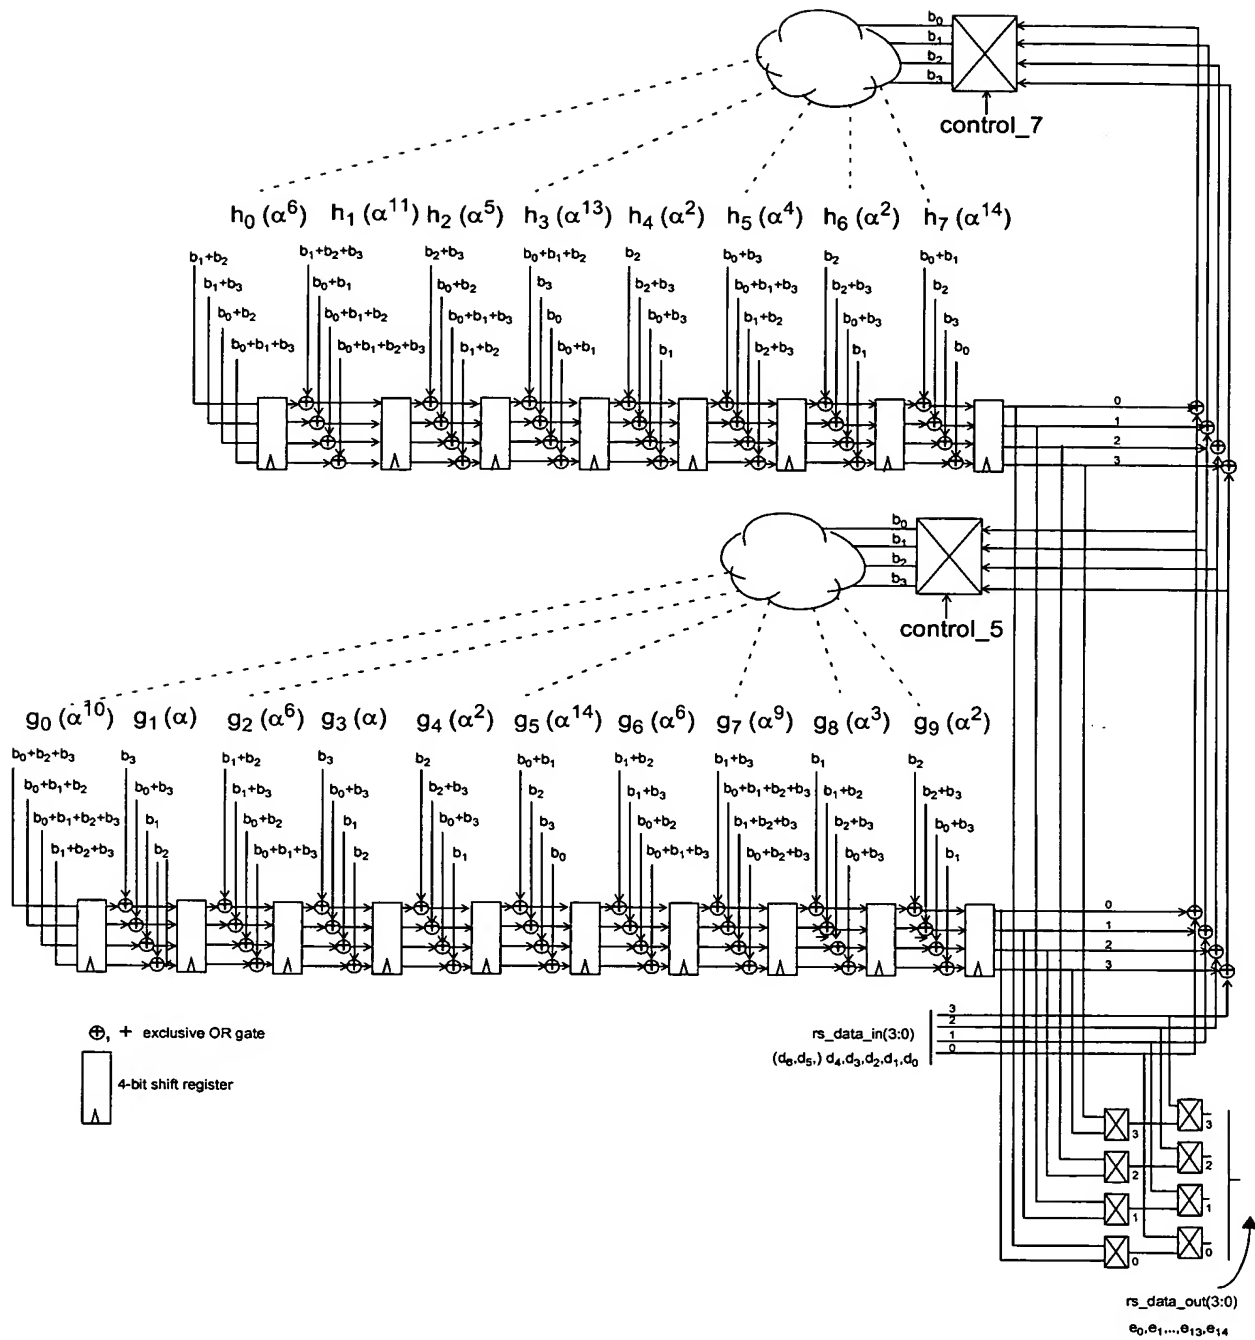 b₀
b₁
b₂
b₃
control_7
h₀ (α⁶) h₁ (α¹¹) h₂ (α⁵) h₃ (α¹³) h₄ (α²) h₅ (α⁴) h₆ (α²) h₇ (α¹⁴)
b₁+b₂ b₁+b₂+b₃ b₂+b₃ b₀+b₁+b₂ b₂ b₀+b₃ b₂ b₀+b₁
b₁+b₃ b₀+b₁ b₀+b₂ b₃ b₂+b₃ b₀+b₁+b₃ b₂+b₃ b₂
b₀+b₂ b₀+b₁+b₂ b₀+b₁+b₃ b₀ b₀+b₃ b₁+b₂ b₀+b₃ b₃
b₀+b₁+b₃ b₀+b₁+b₂+b₃ b₁+b₂ b₀+b₁ b₁ b₂+b₃ b₁ b₀
0
1
2
3
b₀
b₁
b₂
b₃
control_5
g₀ (α¹⁰) g₁ (α) g₂ (α⁶) g₃ (α) g₄ (α²) g₅ (α¹⁴) g₆ (α⁶) g₇ (α⁹) g₈ (α³) g₉ (α²)
b₀+b₂+b₃ b₃ b₁+b₂ b₃ b₂ b₀+b₁ b₁+b₂ b₁+b₃ b₁ b₂
b₀+b₁+b₂ b₀+b₃ b₁+b₃ b₀+b₃ b₂+b₃ b₂ b₁+b₃ b₀+b₁+b₂+b₃ b₁+b₂ b₂+b₃
b₀+b₁+b₂+b₃ b₁ b₀+b₂ b₁ b₀+b₃ b₃ b₀+b₂ b₁+b₂+b₃ b₂+b₃ b₀+b₃
b₁+b₂+b₃ b₂ b₀+b₁+b₃ b₂ b₁ b₀ b₀+b₁+b₃ b₀+b₂+b₃ b₀+b₃ b₁
0
1
2
3
⊕, + exclusive OR gate
4-bit shift register
3
2
1
0
rs_data_in(3:0)
(d₆,d₅,) d₄,d₃,d₂,d₁,d₀
3 3
2 2
1 1
0 0
rs_data_out(3:0)
e₀,e₁...,e₁₃,e₁₄